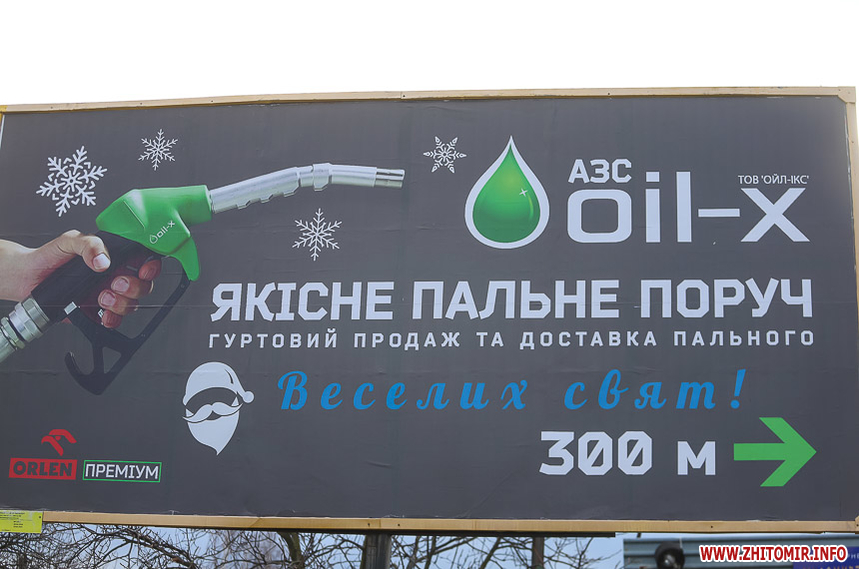 АЗС
ТОВ 'ОЙЛ-ІКС'
oil-x
oil-x
ЯКІСНЕ ПАЛЬНЕ ПОРУЧ
ГУРТОВИЙ ПРОДАЖ ТА ДОСТАВКА ПАЛЬНОГО
Веселих свят!
300 м
ORLEN ПРЕМІУМ
WWW.ZHITOMIR.INFO